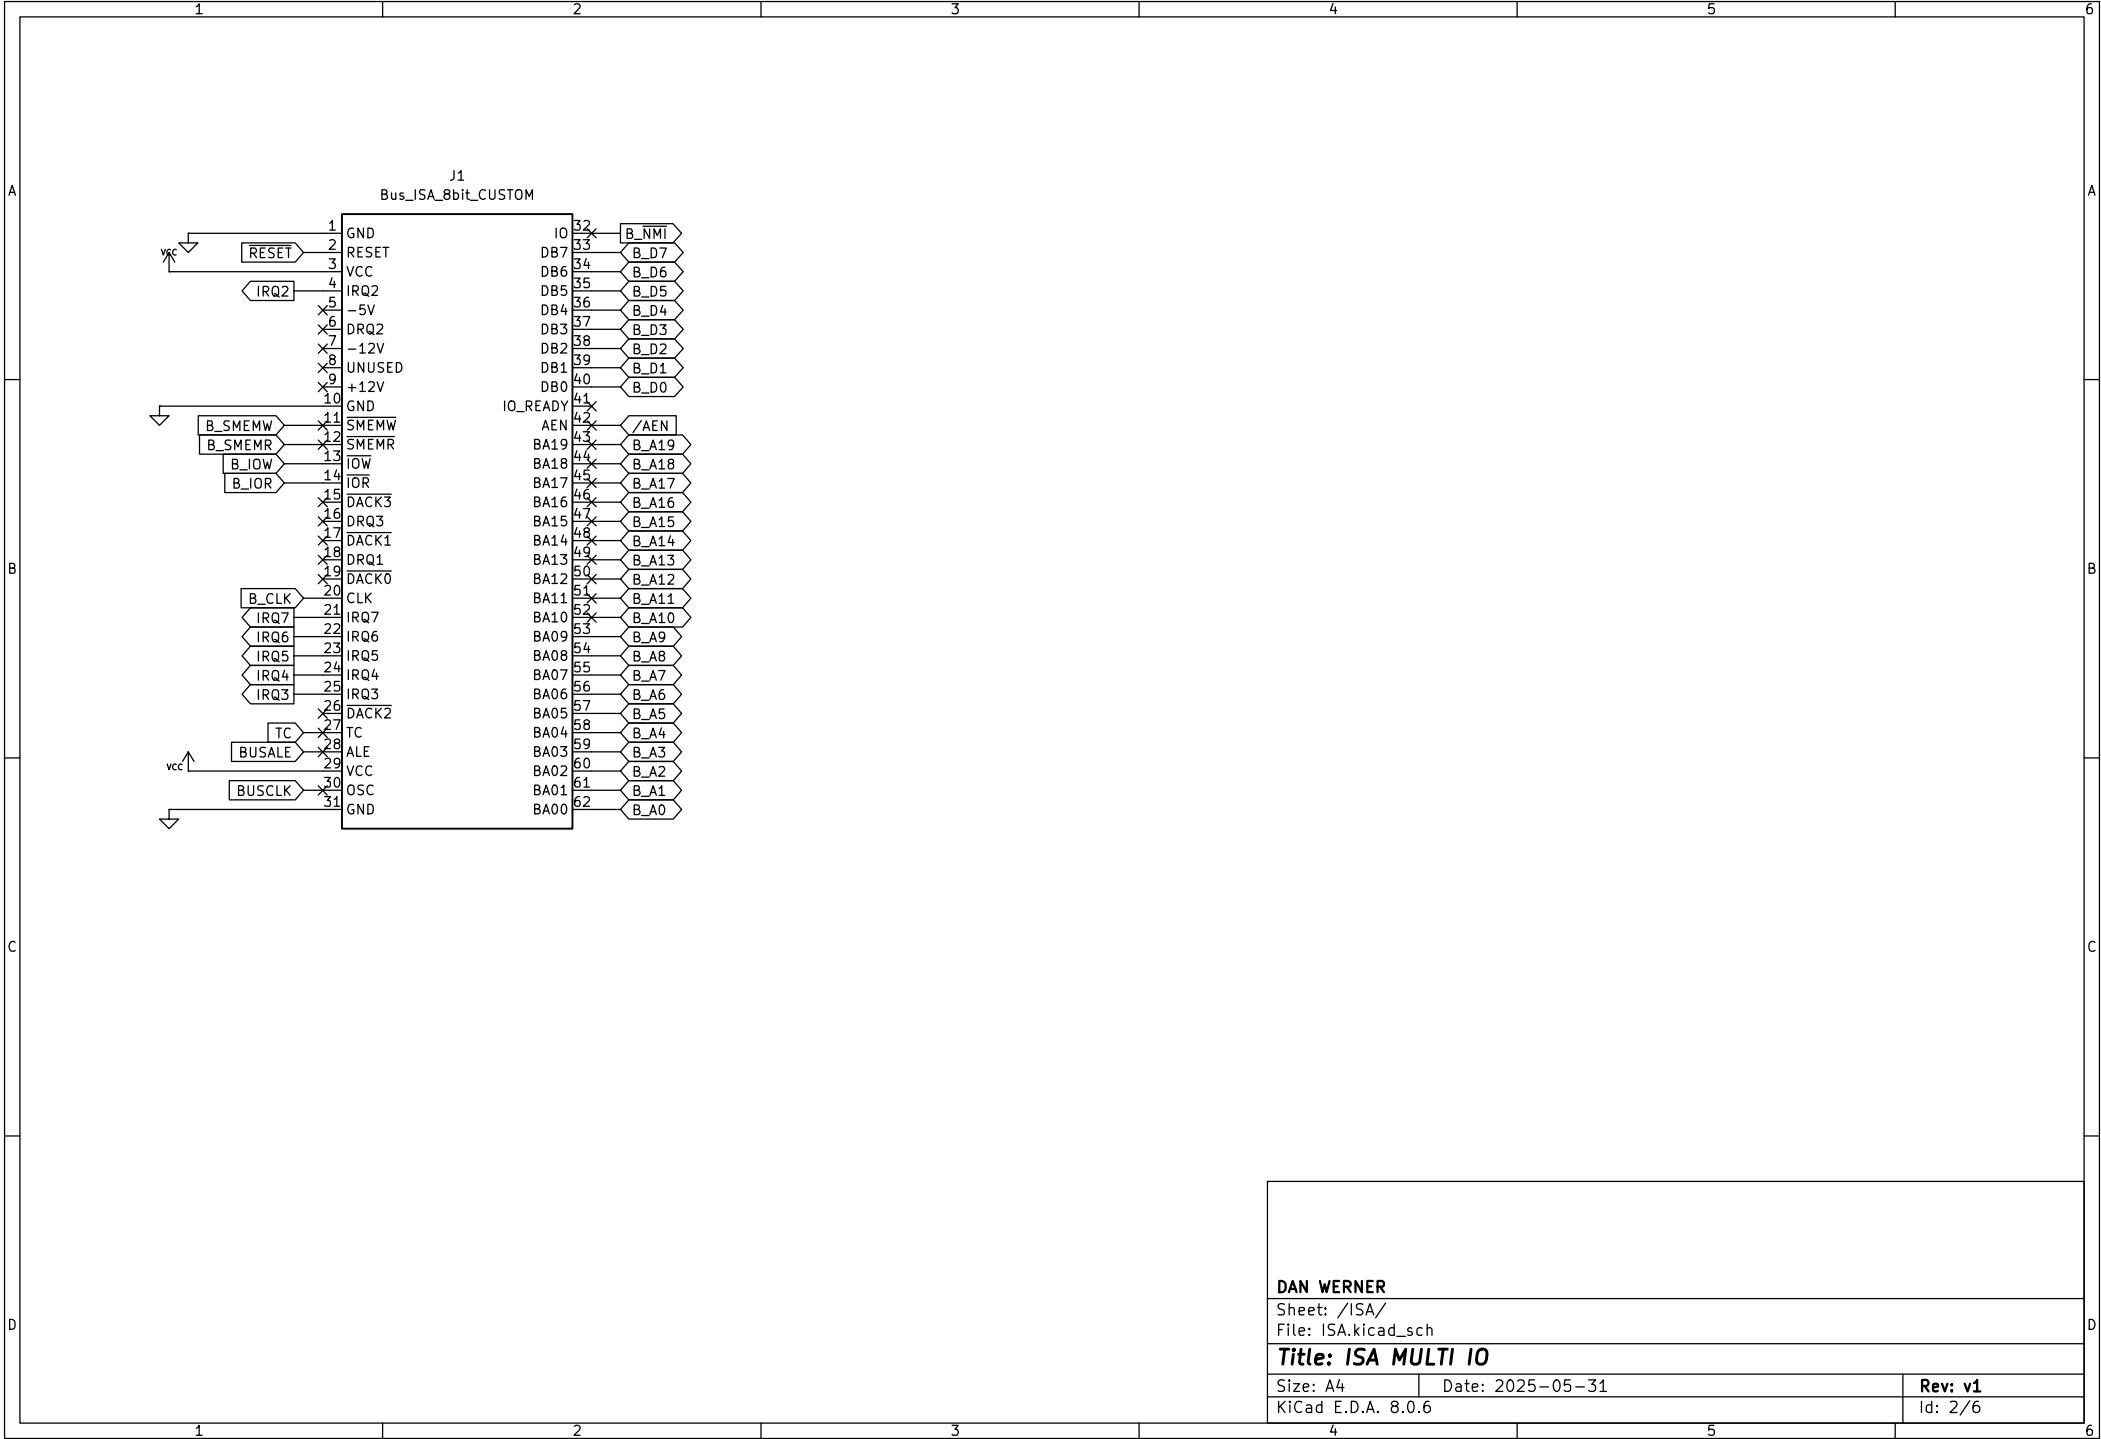 1 2 3 4 5 6
A A
J1
Bus_ISA_8bit_CUSTOM
1 GND IO 32 B_NMI
VCC RESET 2 RESET DB7 33 B_D7
3 VCC DB6 34 B_D6
IRQ2 4 IRQ2 DB5 35 B_D5
5 -5V DB4 36 B_D4
6 DRQ2 DB3 37 B_D3
7 -12V DB2 38 B_D2
8 UNUSED DB1 39 B_D1
9 +12V DB0 40 B_D0
10 GND IO_READY 41
B_SMEMW 11 SMEMW AEN 42 /AEN
B_SMEMR 12 SMEMR BA19 43 B_A19
B_IOW 13 IOW BA18 44 B_A18
B_IOR 14 IOR BA17 45 B_A17
15 DACK3 BA16 46 B_A16
16 DRQ3 BA15 47 B_A15
17 DACK1 BA14 48 B_A14
18 DRQ1 BA13 49 B_A13
B B
19 DACK0 BA12 50 B_A12
B_CLK 20 CLK BA11 51 B_A11
IRQ7 21 IRQ7 BA10 52 B_A10
IRQ6 22 IRQ6 BA09 53 B_A9
IRQ5 23 IRQ5 BA08 54 B_A8
IRQ4 24 IRQ4 BA07 55 B_A7
IRQ3 25 IRQ3 BA06 56 B_A6
26 DACK2 BA05 57 B_A5
TC 27 TC BA04 58 B_A4
BUSALE 28 ALE BA03 59 B_A3
VCC 29 VCC BA02 60 B_A2
BUSCLK 30 OSC BA01 61 B_A1
31 GND BA00 62 B_A0
C C
DAN WERNER
Sheet: /ISA/
D D
File: ISA.kicad_sch
Title: ISA MULTI IO
Size: A4 Date: 2025-05-31 Rev: v1
KiCad E.D.A. 8.0.6 Id: 2/6
1 2 3 4 5 6